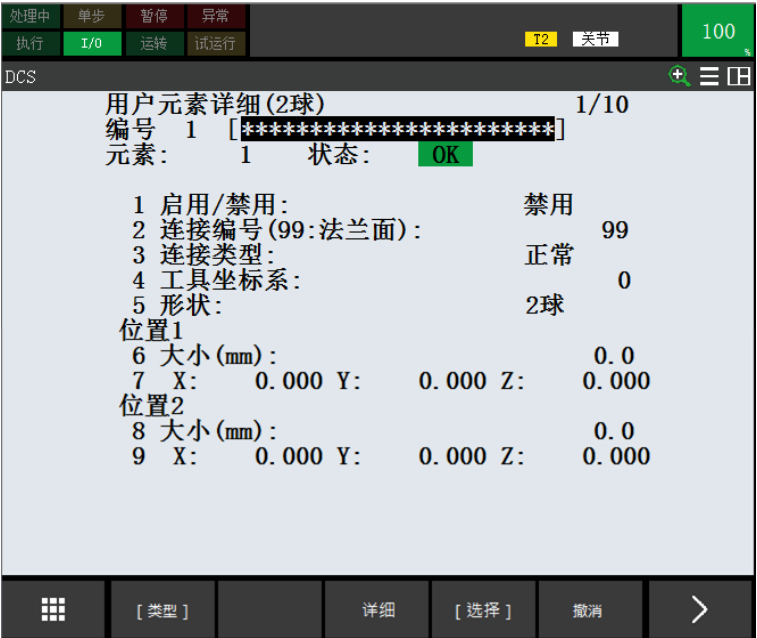 处理中 单步 暂停 异常
执行 I/O 运转 试运行 T2 关节 100 %
DCS
用户元素详细(2球) 1/10
编号 1 [***********************]
元素: 1 状态: OK
1 启用/禁用: 禁用
2 连接编号(99:法兰面): 99
3 连接类型: 正常
4 工具坐标系: 0
5 形状: 2球
位置1
6 大小(mm): 0.0
7 X: 0.000 Y: 0.000 Z: 0.000
位置2
8 大小(mm): 0.0
9 X: 0.000 Y: 0.000 Z: 0.000
[ 类型 ] 详细 [ 选择 ] 撤消